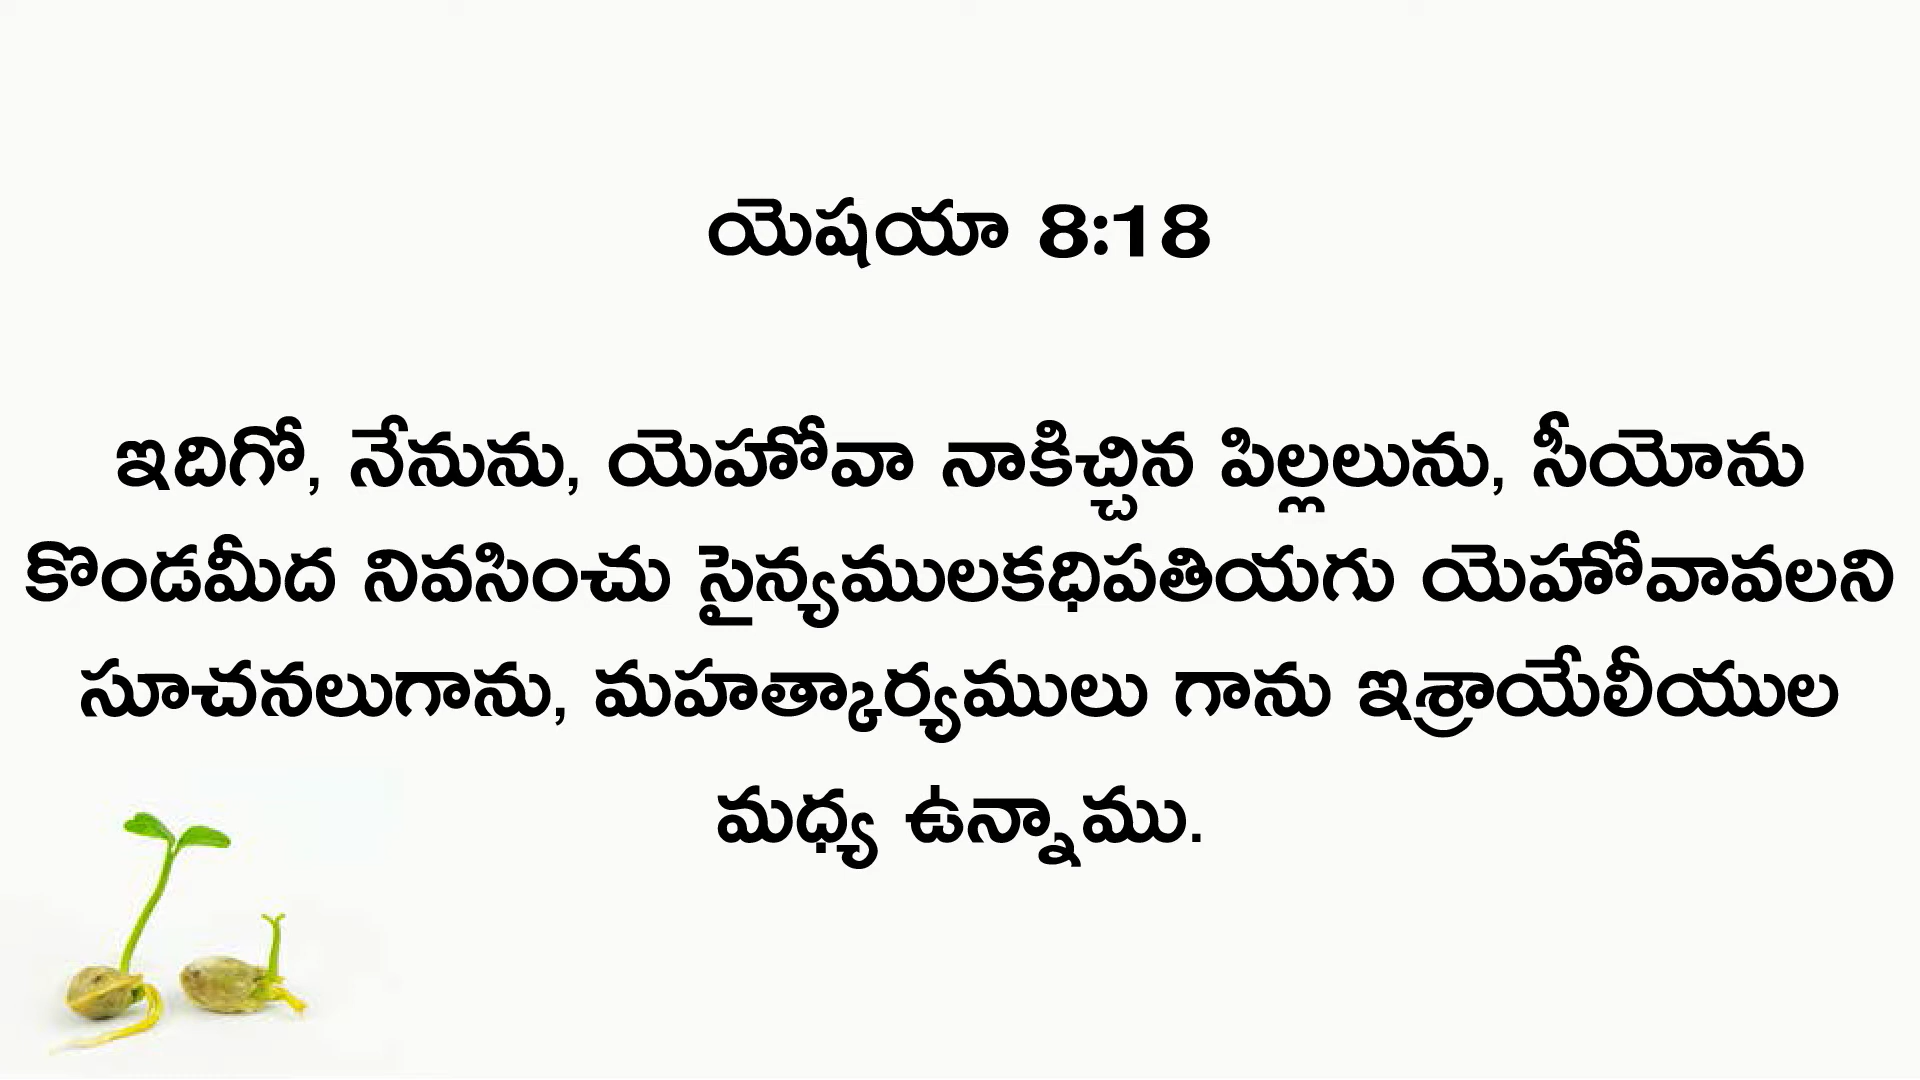 యెషయా 8:18
ఇదిగో, నేనును, యెహోవా నాకిచ్చిన పిల్లలును, సీయోను
కొండమీద నివసించు సైన్యములకధిపతియగు యెహోవావలని
సూచనలుగాను, మహత్కార్యములు గాను ఇశ్రాయేలీయుల
మధ్య ఉన్నాము.